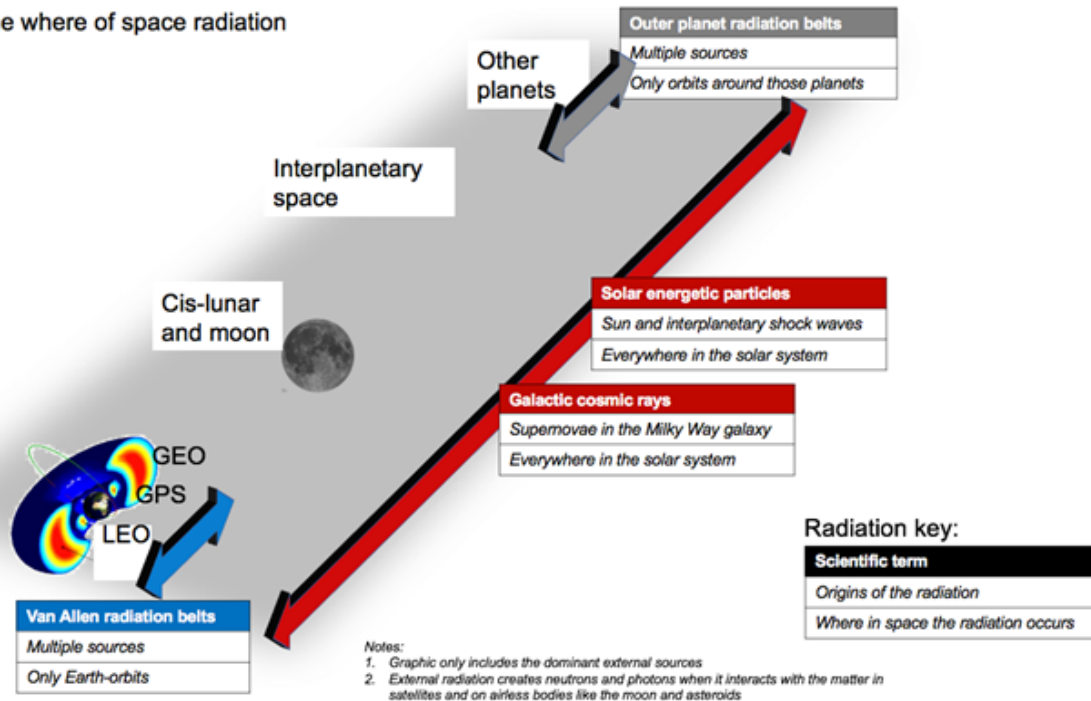 e where of space radiation
Outer planet radiation belts
Multiple sources
Only orbits around those planets
Other
planets
Interplanetary
space
Cis-lunar
and moon
Solar energetic particles
Sun and interplanetary shock waves
Everywhere in the solar system
Galactic cosmic rays
Supernovae in the Milky Way galaxy
Everywhere in the solar system
GEO
GPS
LEO
Van Allen radiation belts
Multiple sources
Only Earth-orbits
Radiation key:
Scientific term
Origins of the radiation
Where in space the radiation occurs
Notes:
1. Graphic only includes the dominant external sources
2. External radiation creates neutrons and photons when it interacts with the matter in
satellites and on airless bodies like the moon and asteroids